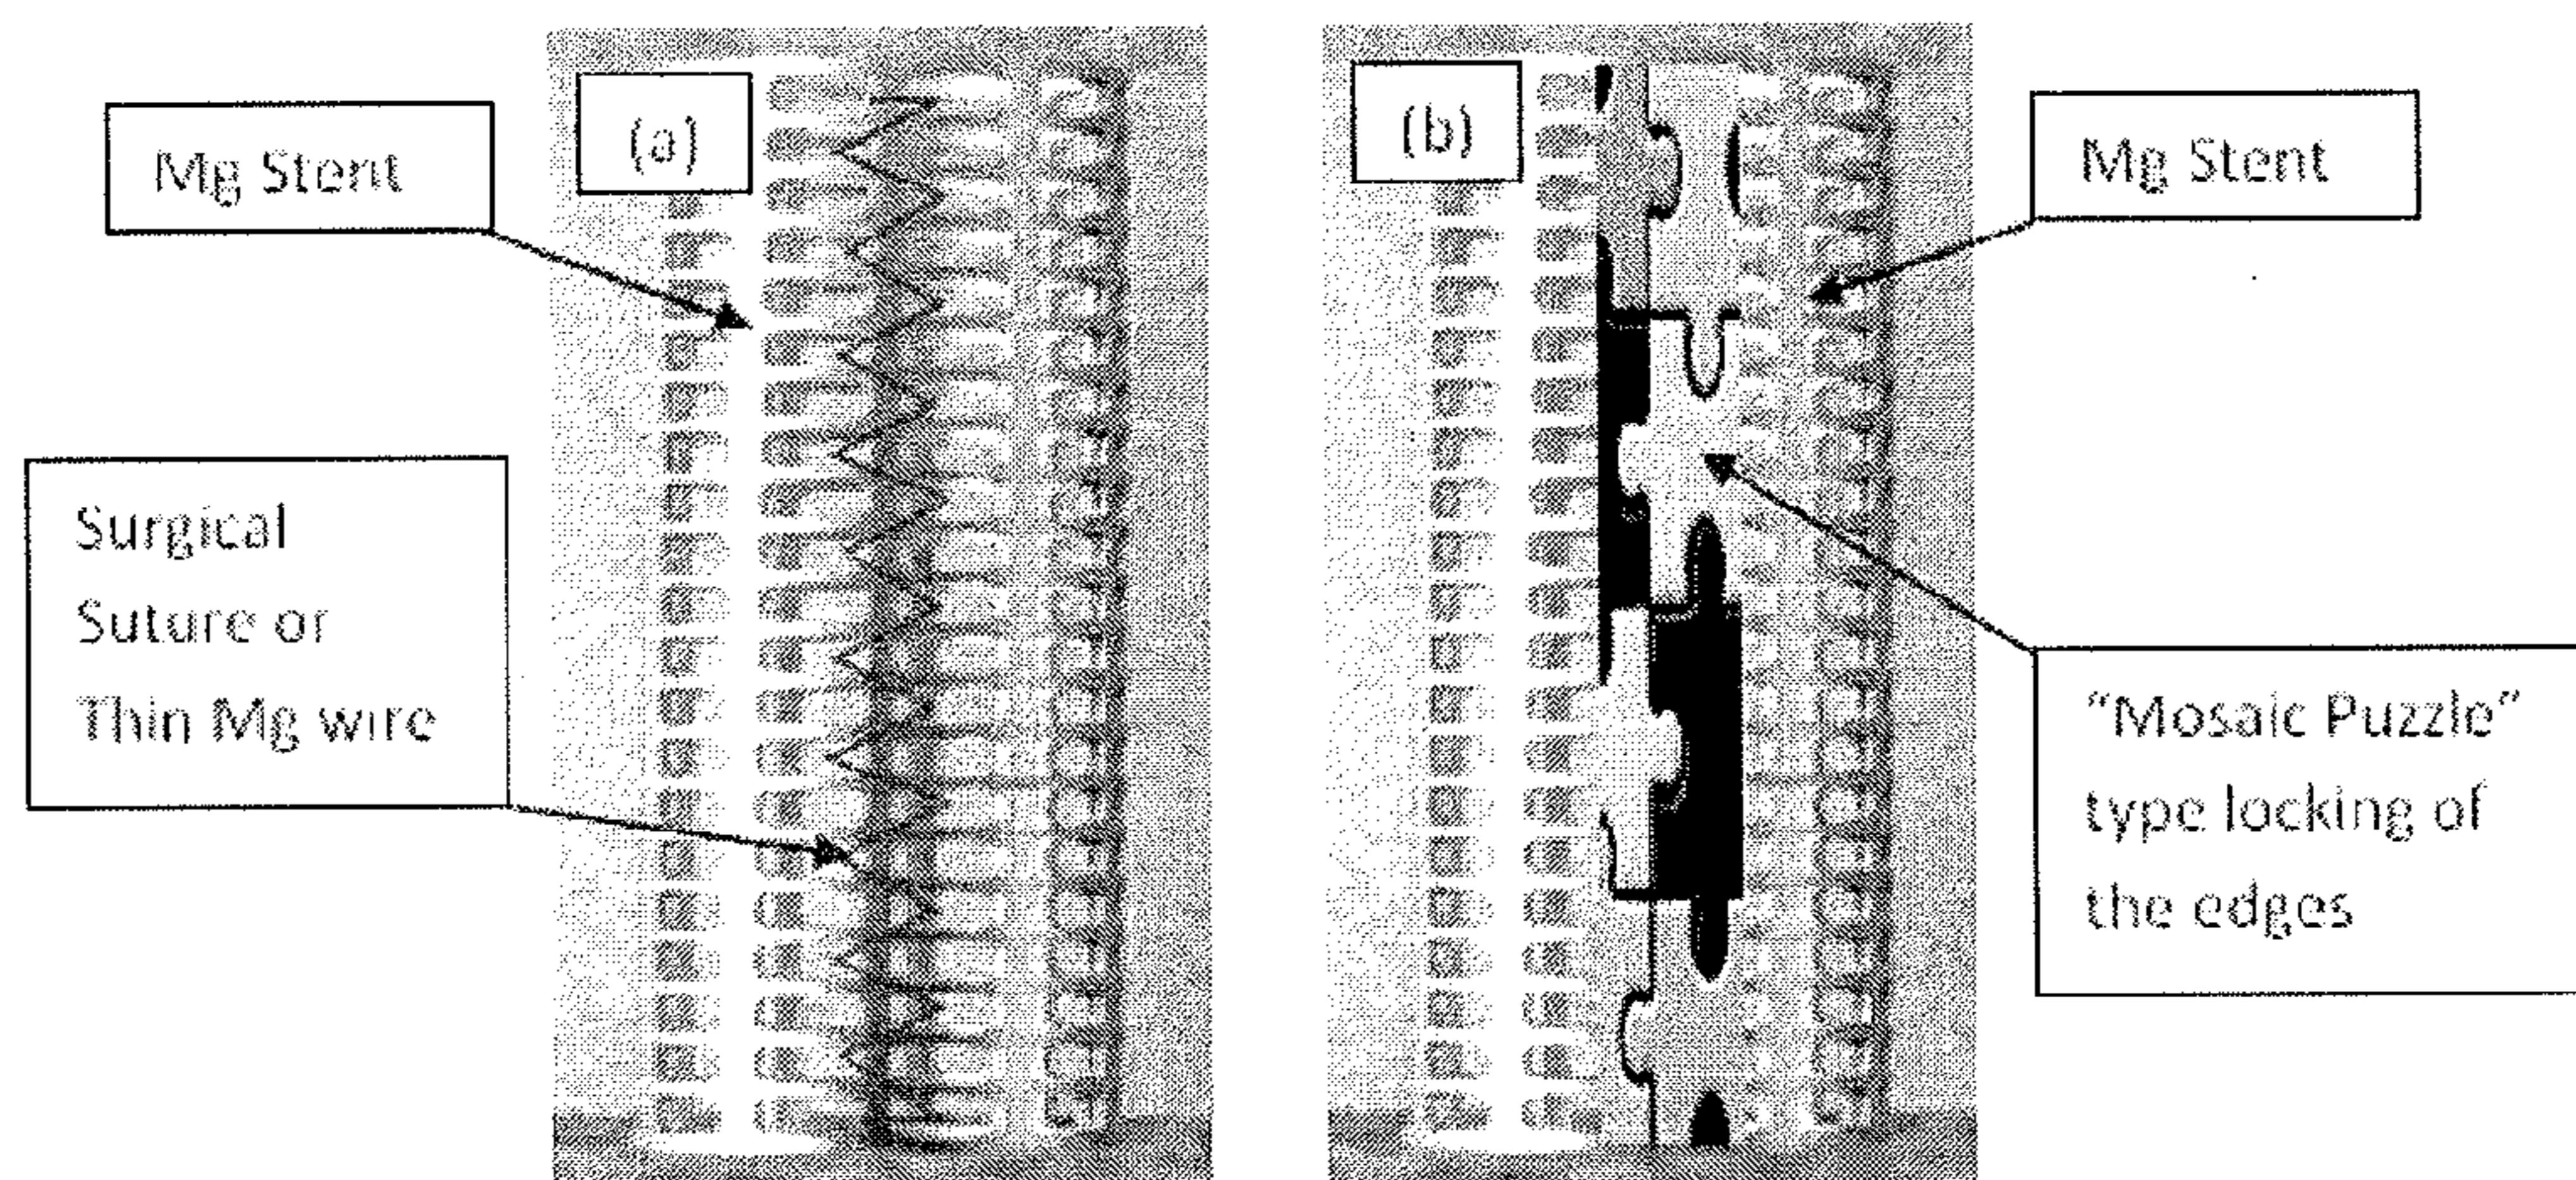 Mg Stent
(a)
Surgical
Suture or
Thin Mg wire
(b)
Mg Stent
“Mosaic Puzzle”
type locking of
the edges